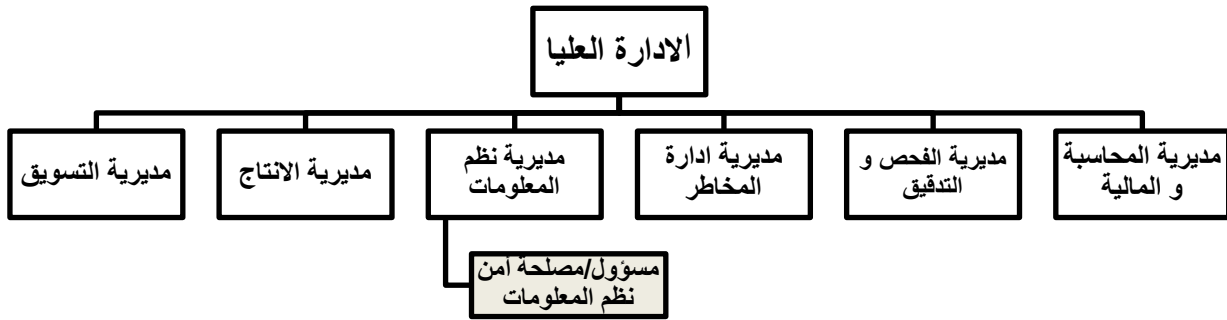 الادارة العليا
مديرية المحاسبة
و المالية
مديرية الفحص و
التدقيق
مديرية ادارة
المخاطر
مديرية نظم
المعلومات
مديرية الانتاج
مديرية التسويق
مسؤول/مصلحة أمن
نظم المعلومات